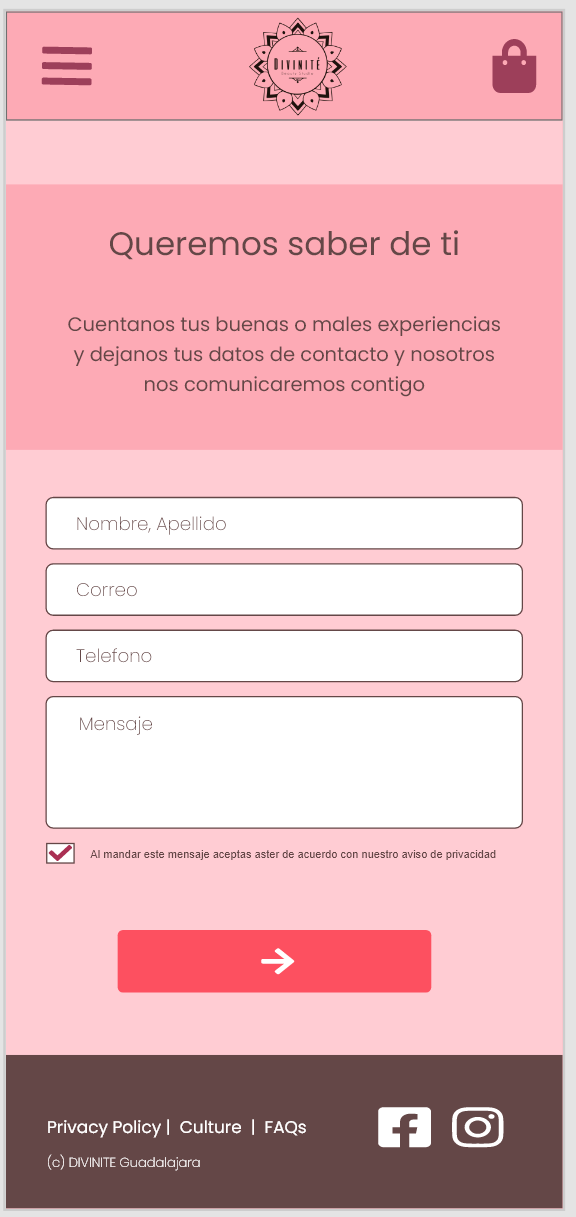 DIVINITÉ
Queremos saber de ti
Cuentanos tus buenas o males experiencias
y dejanos tus datos de contacto y nosotros
nos comunicaremos contigo
Nombre, Apellido
Correo
Telefono
Mensaje
Al mandar este mensaje aceptas aster de acuerdo con nuestro aviso de privacidad
Privacy Policy | Culture | FAQs
(c) DIVINITE Guadalajara